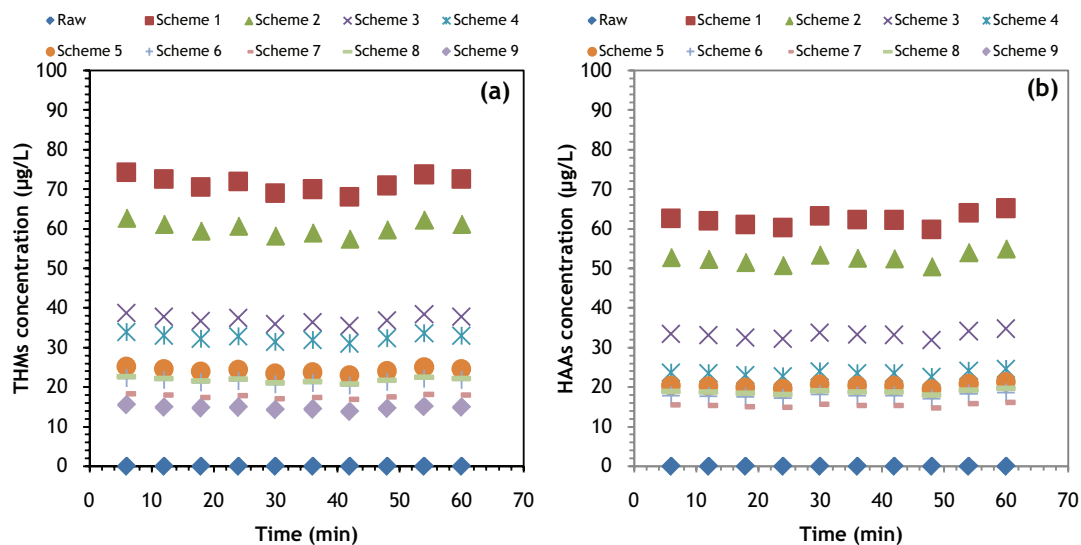 Raw Scheme 1 Scheme 2 Scheme 3 Scheme 4
Scheme 5 Scheme 6 Scheme 7 Scheme 8 Scheme 9
(a)
THMs concentration (µg/L)
100
90
80
70
60
50
40
30
20
10
0
0 10 20 30 40 50 60 70
Time (min)
Raw Scheme 1 Scheme 2 Scheme 3 Scheme 4
Scheme 5 Scheme 6 Scheme 7 Scheme 8 Scheme 9
(b)
HAAs concentration (µg/L)
100
90
80
70
60
50
40
30
20
10
0
0 10 20 30 40 50 60 70
Time (min)